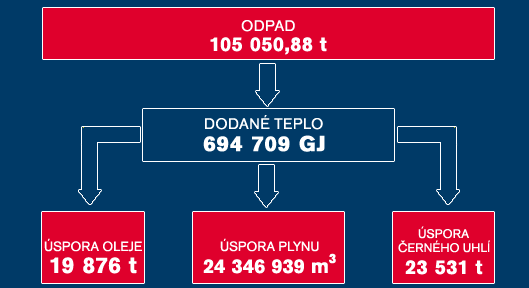 ODPAD
105 050,88 t
DODANÉ TEPLO
694 709 GJ
ÚSPORA OLEJE
19 876 t
ÚSPORA PLYNU
24 346 939 m³
ÚSPORA
ČERNÉHO UHLÍ
23 531 t